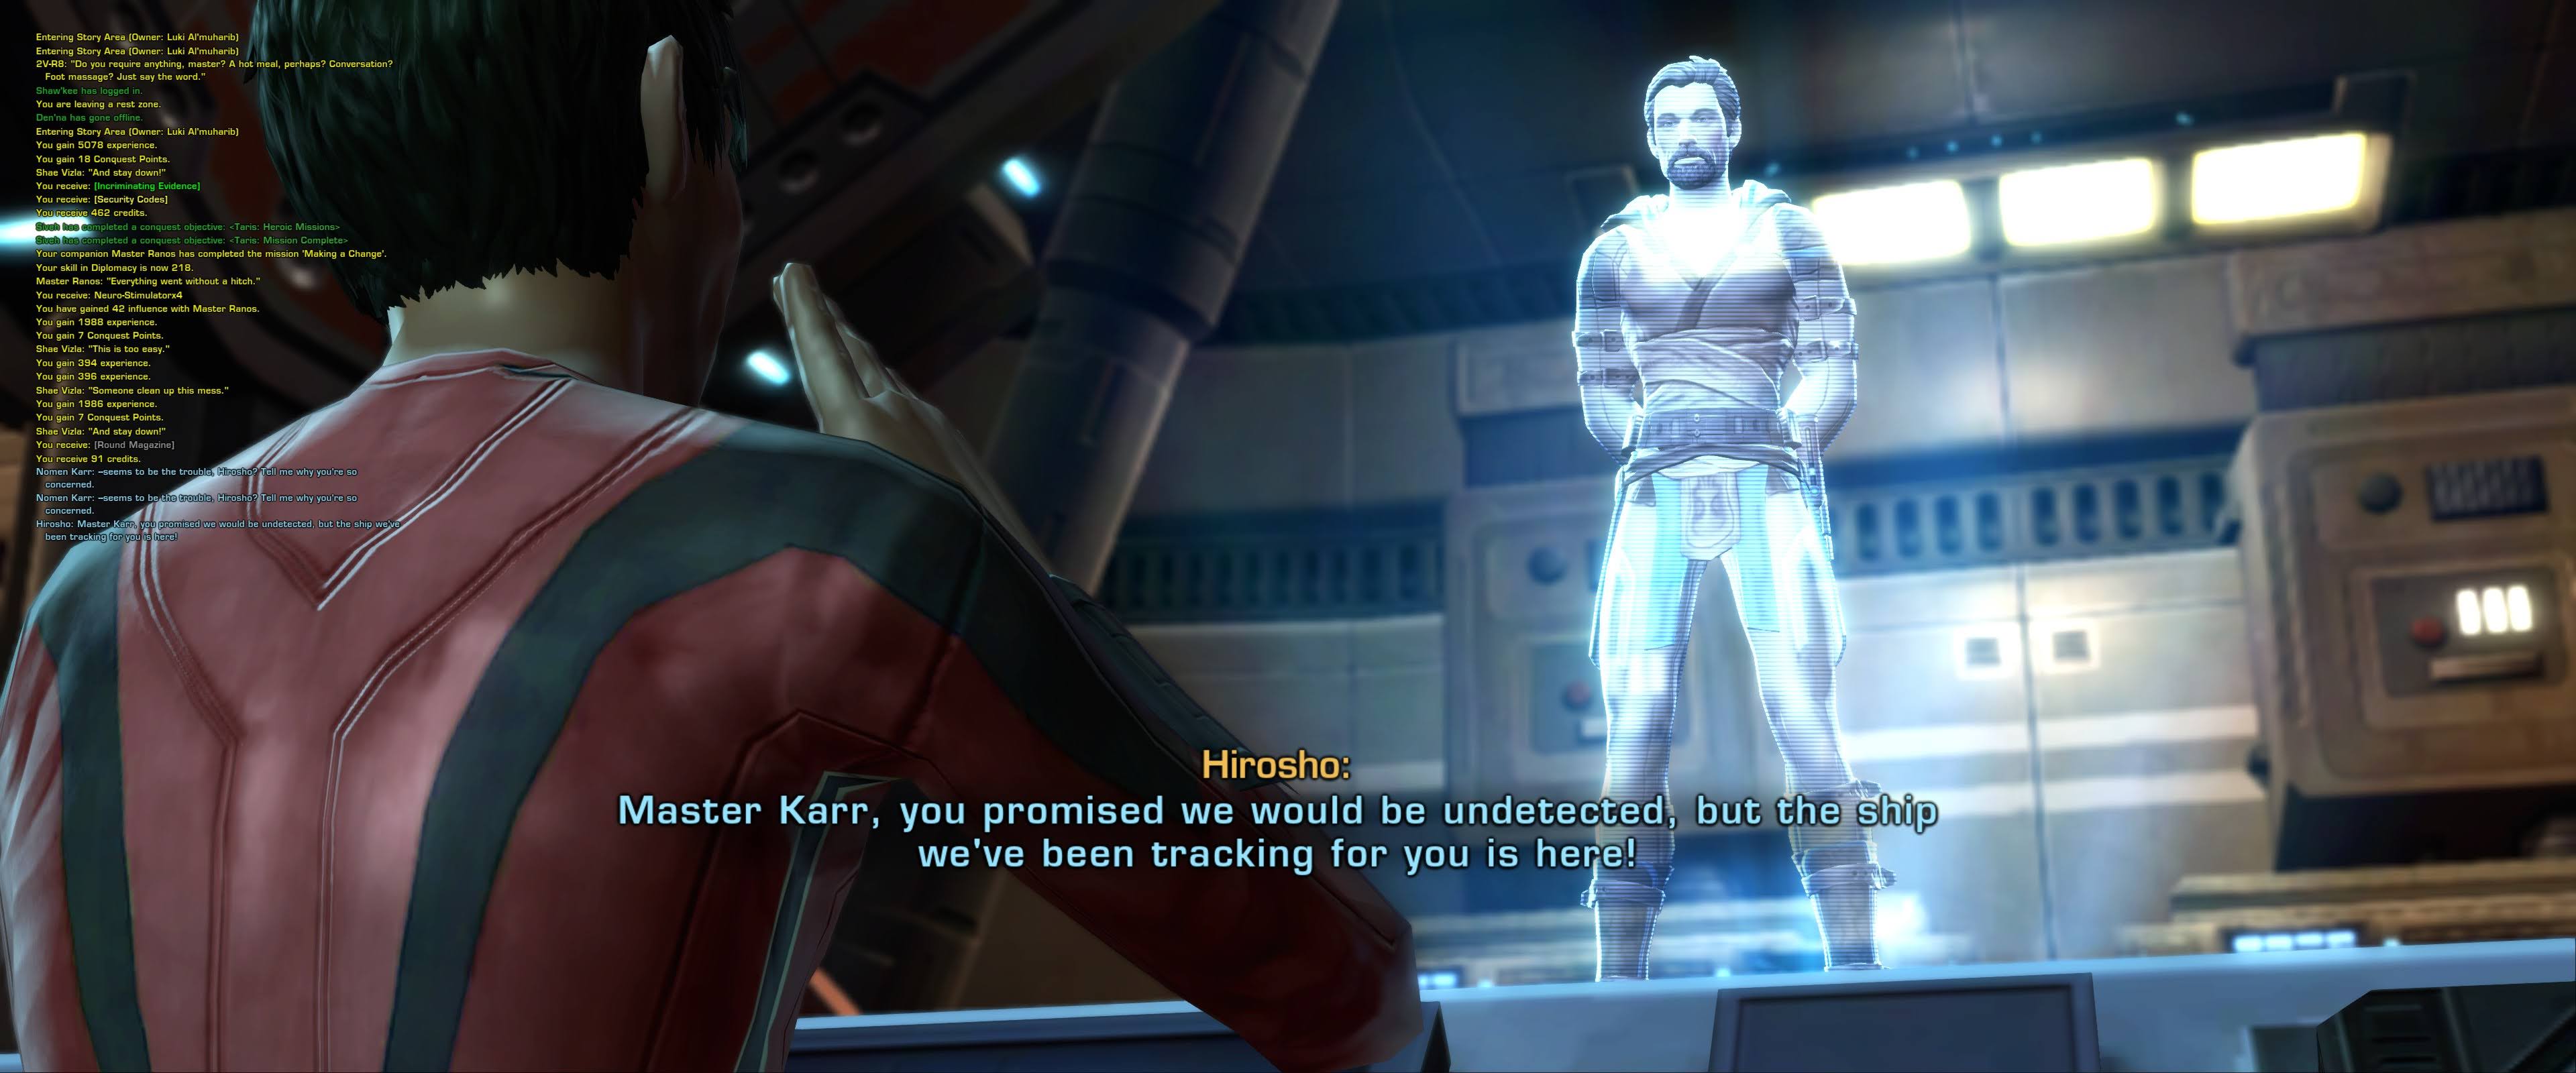 Entering Story Area (Owner: Luki Al'muharib)
Entering Story Area (Owner: Luki Al'muharib)
2V-R8: "Do you require anything, master? A hot meal, perhaps? Conversation?
Foot massage? Just say the word."
Shaw'kee has logged in.
You are leaving a rest zone.
Den'na has gone offline.
Entering Story Area (Owner: Luki Al'muharib)
You gain 5078 experience.
You gain 18 Conquest Points.
Shae Vizla: "And stay down!"
You receive: [Incriminating Evidence]
You receive: [Security Codes]
You receive 462 credits.
Siveh has completed a conquest objective: <Taris: Heroic Missions>
Siveh has completed a conquest objective: <Taris: Mission Complete>
Your companion Master Ranos has completed the mission 'Making a Change'.
Your skill in Diplomacy is now 218.
Master Ranos: "Everything went without a hitch."
You receive: Neuro-Stimulatorx4
You have gained 42 influence with Master Ranos.
You gain 1988 experience.
You gain 7 Conquest Points.
Shae Vizla: "This is too easy."
You gain 394 experience.
You gain 396 experience.
Shae Vizla: "Someone clean up this mess."
You gain 1986 experience.
You gain 7 Conquest Points.
Shae Vizla: "And stay down!"
You receive: [Round Magazine]
You receive 91 credits.
Nomen Karr: –seems to be the trouble, Hirosho? Tell me why you're so
concerned.
Nomen Karr: –seems to be the trouble, Hirosho? Tell me why you're so
concerned.
Hirosho: Master Karr, you promised we would be undetected, but the ship we've
been tracking for you is here!
Hirosho:
Master Karr, you promised we would be undetected, but the ship
we've been tracking for you is here!